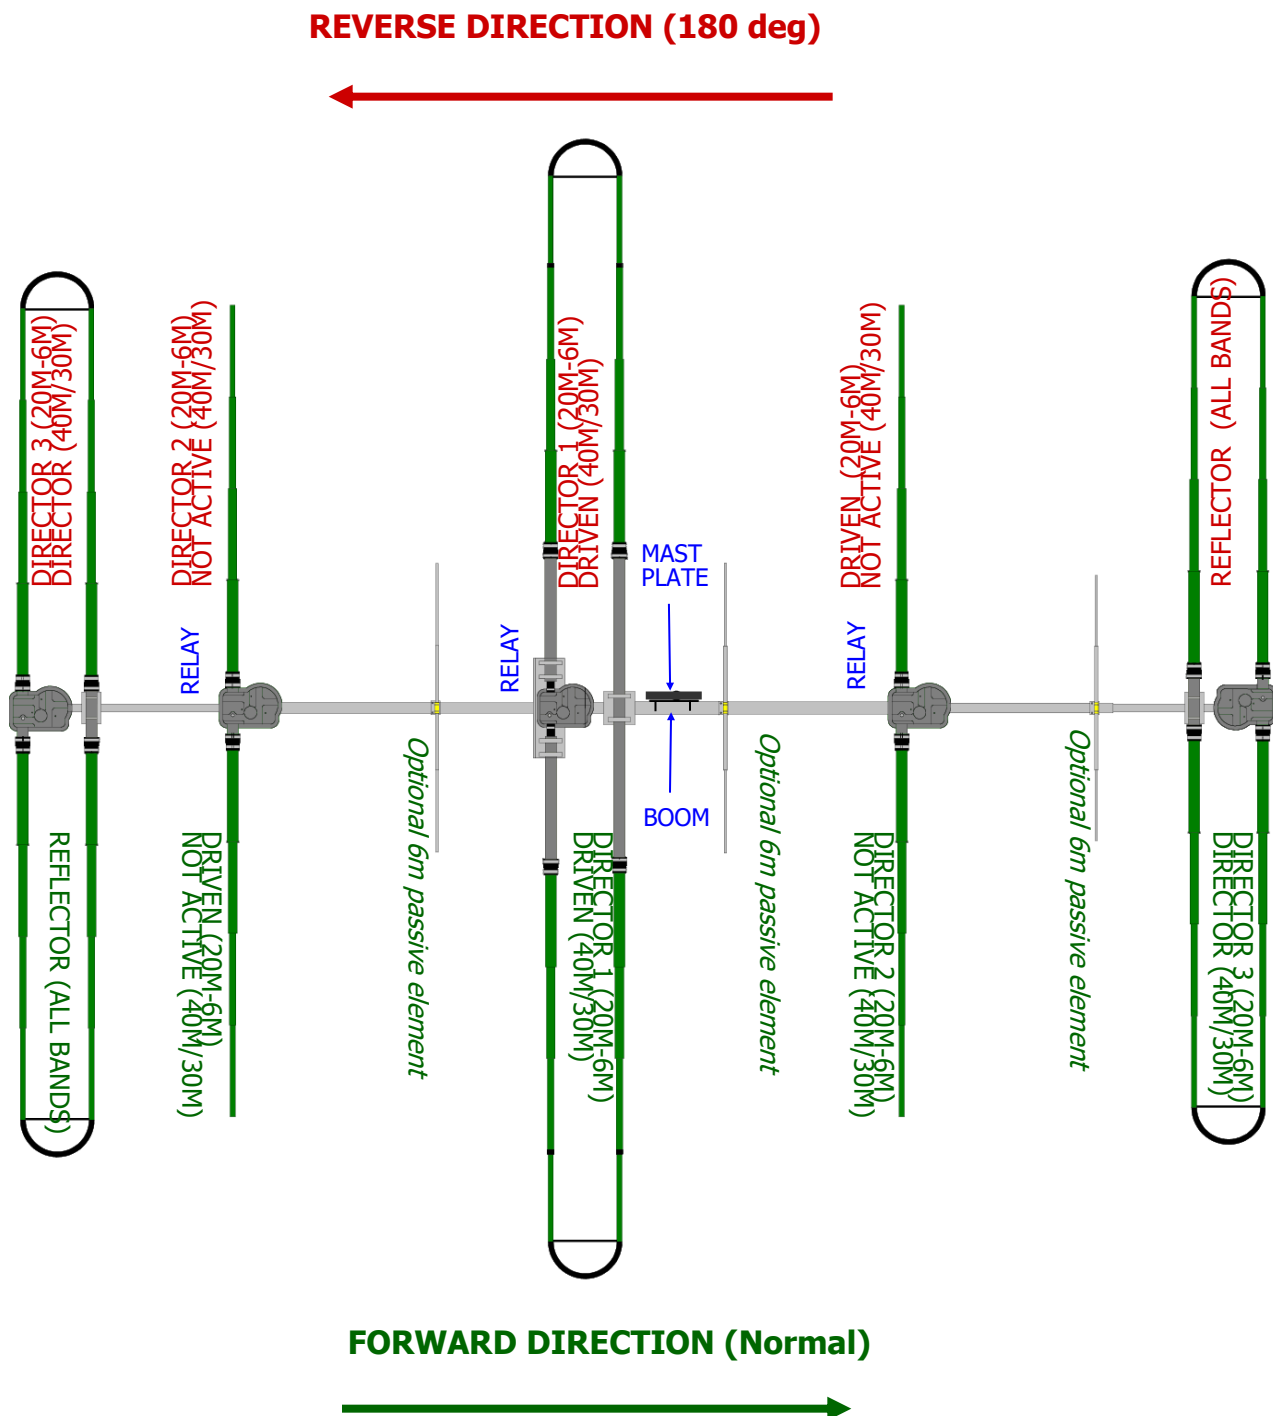 REVERSE DIRECTION (180 deg)
DIRECTOR 3 (20M-6M)
DIRECTOR (40M/30M)
DIRECTOR 2 (20M-6M)
NOT ACTIVE (40M/30M)
DIRECTOR 1 (20M-6M)
DRIVEN (40M/30M)
DRIVEN (20M-6M)
NOT ACTIVE (40M/30M)
REFLECTOR (ALL BANDS)
MAST
PLATE
RELAY
RELAY
RELAY
BOOM
REFLECTOR (ALL BANDS)
DRIVEN (20M-6M)
NOT ACTIVE (40M/30M)
Optional 6m passive element
DIRECTOR 1 (20M-6M)
DRIVEN (40M/30M)
Optional 6m passive element
DIRECTOR 2 (20M-6M)
NOT ACTIVE (40M/30M)
Optional 6m passive element
DIRECTOR 3 (20M-6M)
DIRECTOR (40M/30M)
FORWARD DIRECTION (Normal)